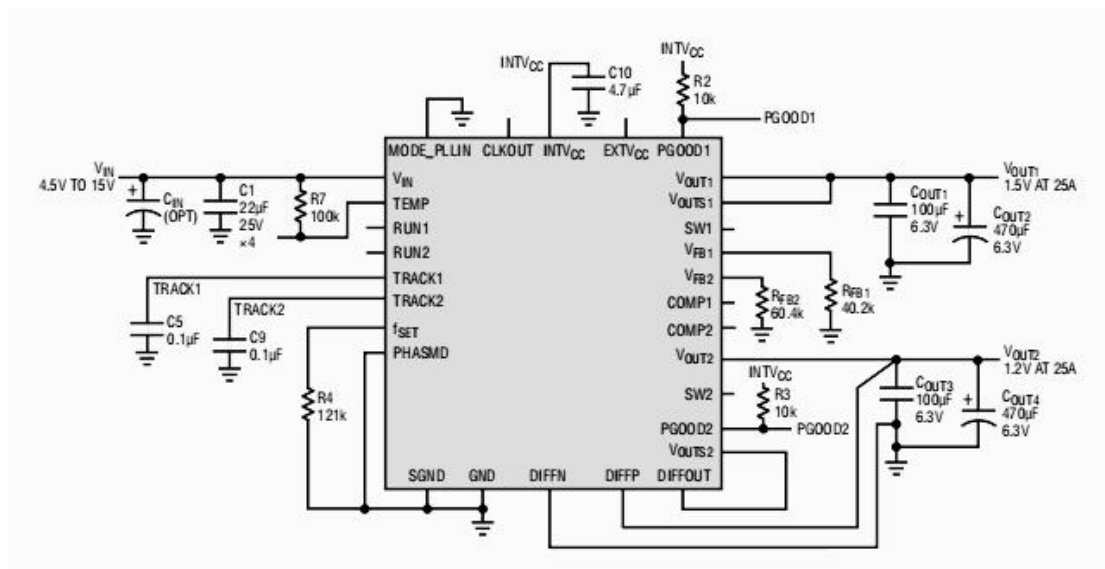 INTVCC
INTVCC
C10
4.7µF
R2
10k
PGOOD1
MODE_PLLIN CLKOUT INTVCC EXTVCC PGOOD1
VIN
4.5V TO 15V
CIN
(OPT)
C1
22µF
25V
×4
R7
100k
VIN
TEMP
RUN1
RUN2
TRACK1
TRACK2
fSET
PHASMD
TRACK1
TRACK2
C5
0.1µF
C9
0.1µF
R4
121k
VOUT1
VOUTS1
SW1
VFB1
VFB2
COMP1
COMP2
VOUT2
SW2
PGOOD2
VOUTS2
COUT1
100µF
6.3V
COUT2
470µF
6.3V
VOUT1
1.5V AT 25A
RFB2
60.4k
RFB1
40.2k
INTVCC
R3
10k
PGOOD2
COUT3
100µF
6.3V
COUT4
470µF
6.3V
VOUT2
1.2V AT 25A
SGND GND DIFFN DIFFP DIFFOUT